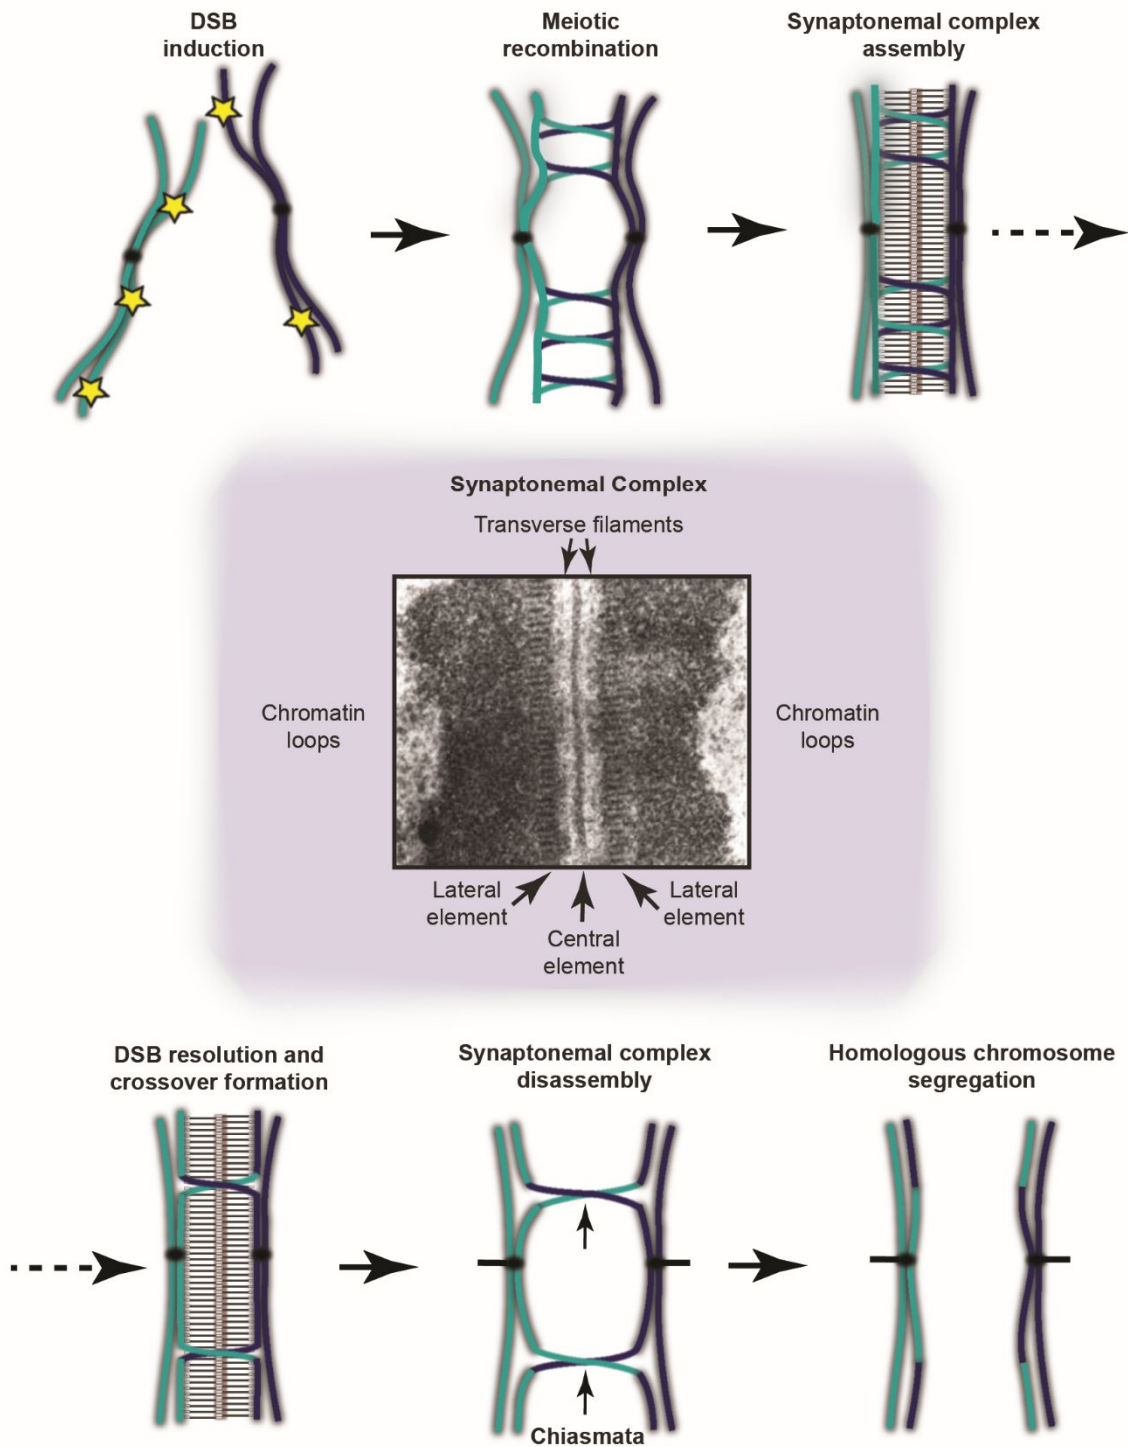 DSB
induction
Meiotic
recombination
Synaptonemal complex
assembly
Synaptonemal Complex
Transverse filaments
Chromatin
loops
Chromatin
loops
Lateral
element
Central
element
Lateral
element
DSB resolution and
crossover formation
Synaptonemal complex
disassembly
Homologous chromosome
segregation
Chiasmata